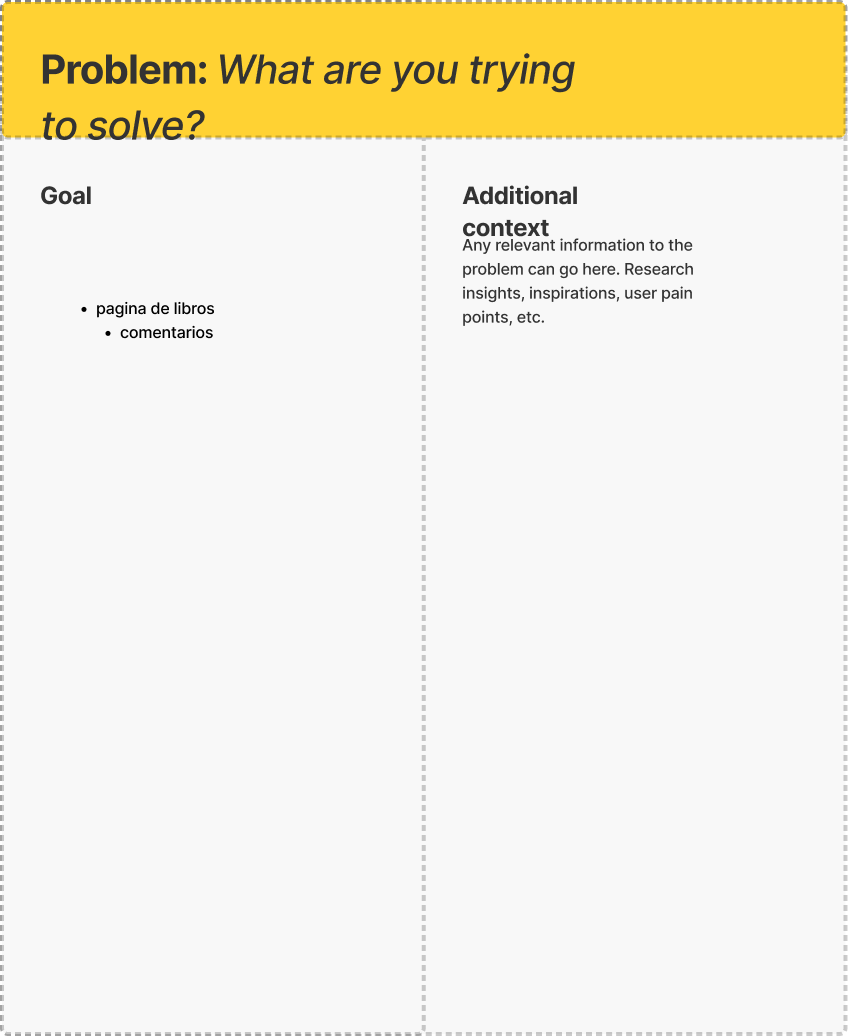 Problem: What are you trying
to solve?
Goal
• pagina de libros
• comentarios
Additional
context
Any relevant information to the
problem can go here. Research
insights, inspirations, user pain
points, etc.